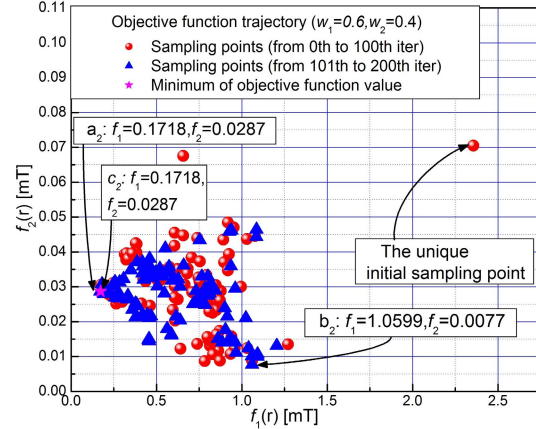 Objective function trajectory (w1=0.6,w2=0.4)
Sampling points (from 0th to 100th iter)
Sampling points (from 101th to 200th iter)
Minimum of objective function value
a2: f1=0.1718,f2=0.0287
c2: f1=0.1718,
f2=0.0287
The unique
initial sampling point
b2: f1=1.0599,f2=0.0077
f2(r) [mT]
0.11
0.10
0.09
0.08
0.07
0.06
0.05
0.04
0.03
0.02
0.01
0.00
0.0 0.5 1.0 1.5 2.0 2.5
f1(r) [mT]